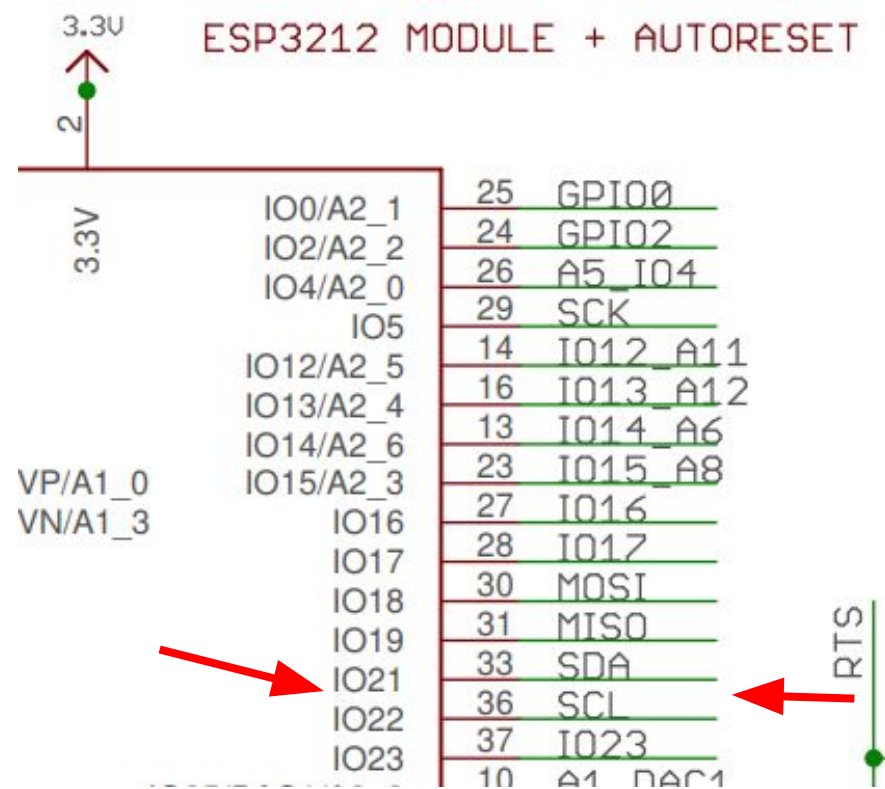 3.3V
ESP3212 MODULE + AUTORESET
2
3.3V
IO0/A2_1 25 GPIO0
IO2/A2_2 24 GPIO2
IO4/A2_0 26 A5_IO4
IO5 29 SCK
IO12/A2_5 14 IO12_A11
IO13/A2_4 16 IO13_A12
IO14/A2_6 13 IO14_A6
VP/A1_0 IO15/A2_3 23 IO15_A8
VN/A1_3 IO16 27 IO16
IO17 28 IO17
IO18 30 MOSI
IO19 31 MISO
RTS
IO21 33 SDA
IO22 36 SCL
IO23 37 IO23
10 A1_DAC1